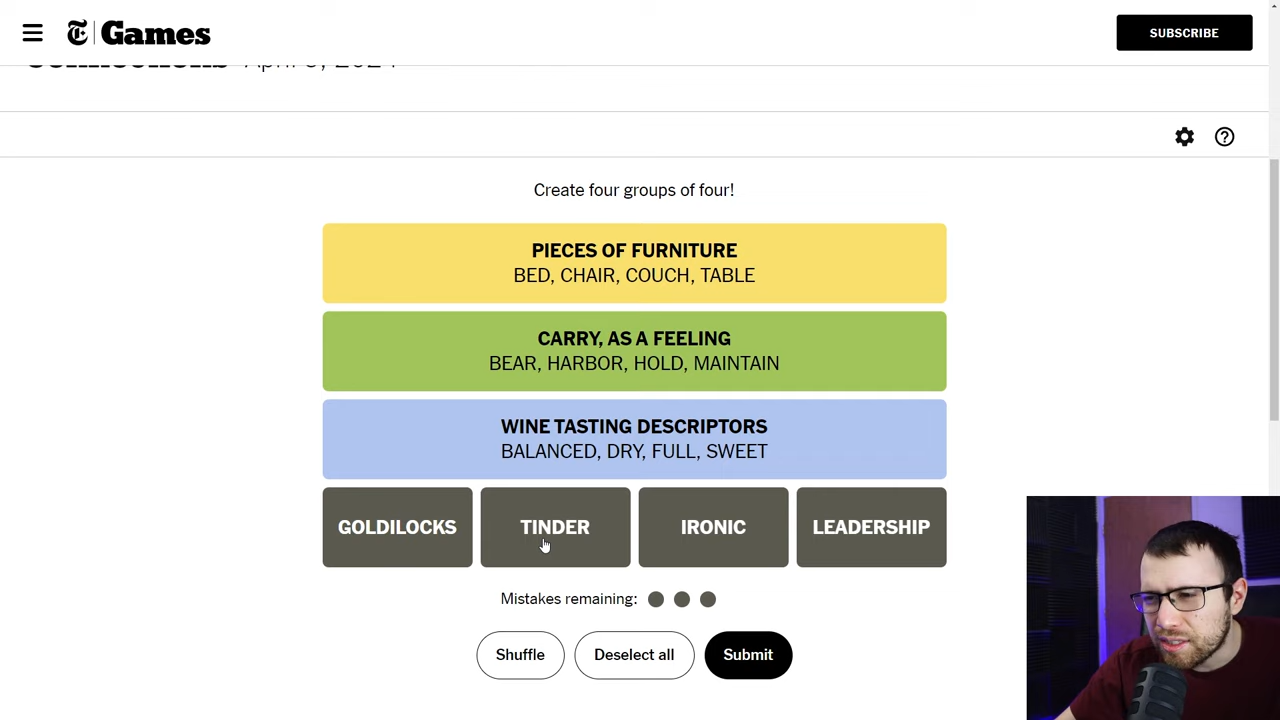 Games
SUBSCRIBE
Create four groups of four!
PIECES OF FURNITURE
BED, CHAIR, COUCH, TABLE
CARRY, AS A FEELING
BEAR, HARBOR, HOLD, MAINTAIN
WINE TASTING DESCRIPTORS
BALANCED, DRY, FULL, SWEET
GOLDILOCKS TINDER IRONIC LEADERSHIP
Mistakes remaining:
Shuffle Deselect all Submit